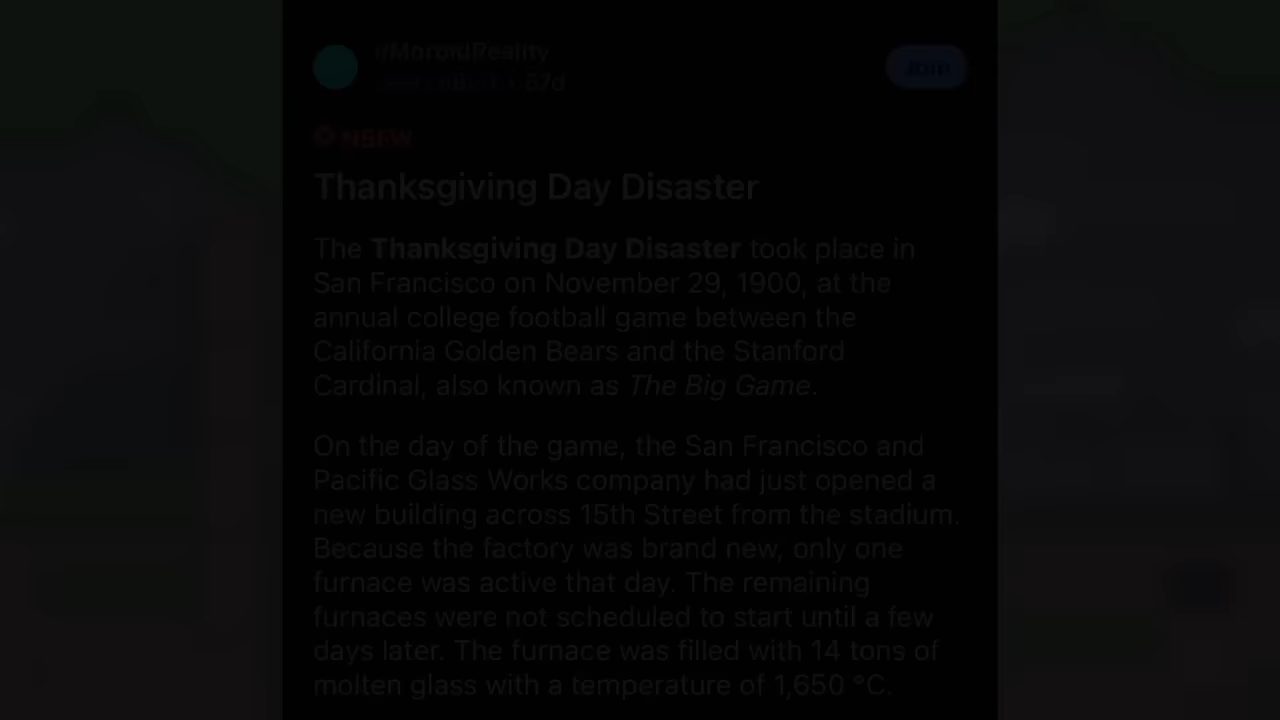 r/MorbidReality
67d
Join
NSFW
Thanksgiving Day Disaster
The Thanksgiving Day Disaster took place in
San Francisco on November 29, 1900, at the
annual college football game between the
California Golden Bears and the Stanford
Cardinal, also known as The Big Game.
On the day of the game, the San Francisco and
Pacific Glass Works company had just opened a
new building across 15th Street from the stadium.
Because the factory was brand new, only one
furnace was active that day. The remaining
furnaces were not scheduled to start until a few
days later. The furnace was filled with 14 tons of
molten glass with a temperature of 1,650 °C.